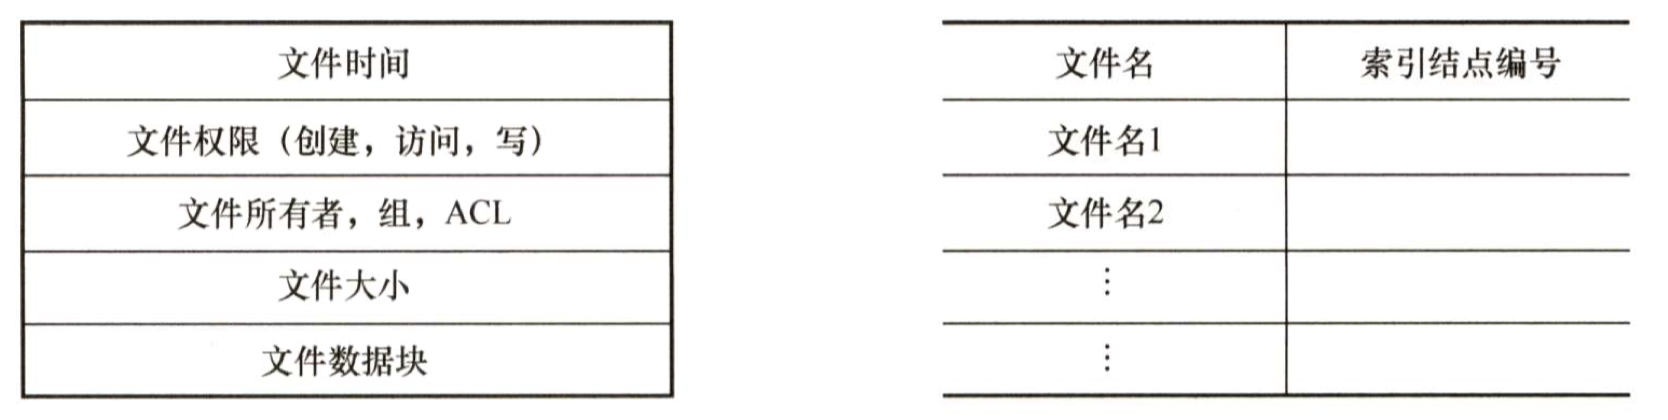 文件时间
文件权限（创建，访问，写）
文件所有者，组，ACL
文件大小
文件数据块
文件名 索引结点编号
文件名1
文件名2
⋮
⋮